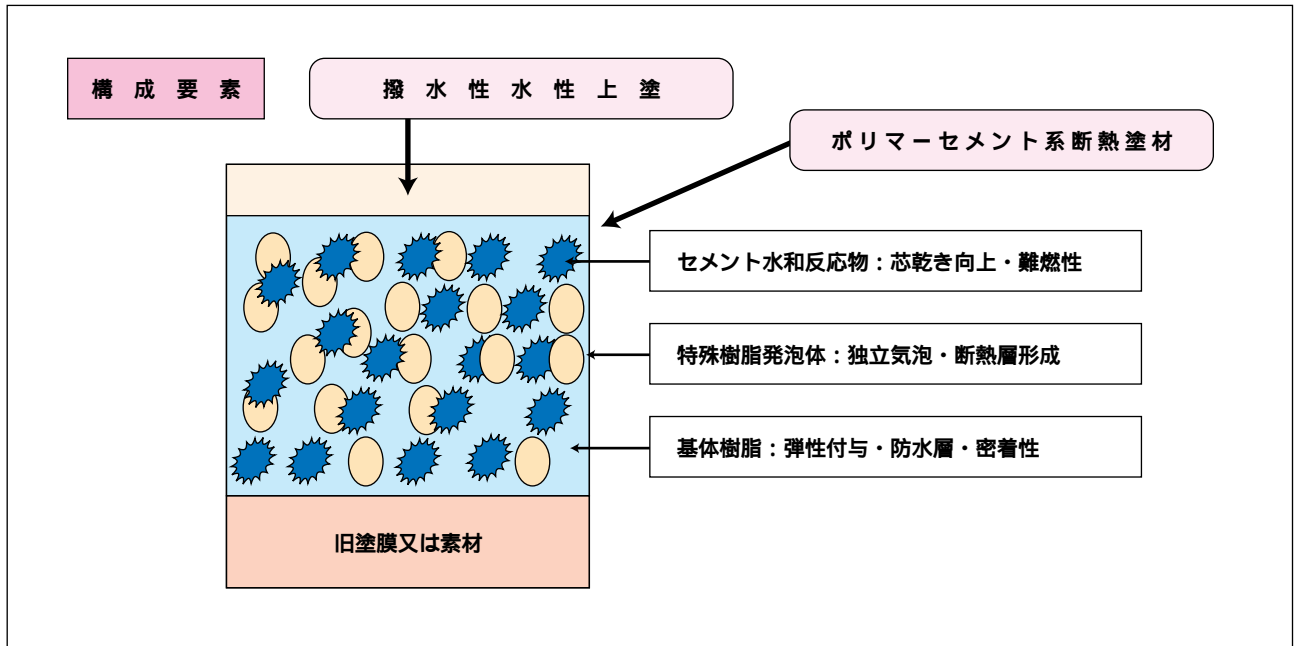 構成要素
撥水性水性上塗
ポリマーセメント系断熱塗材
セメント水和反応物：芯乾き向上・難燃性
特殊樹脂発泡体：独立気泡・断熱層形成
基体樹脂：弾性付与・防水層・密着性
旧塗膜又は素材